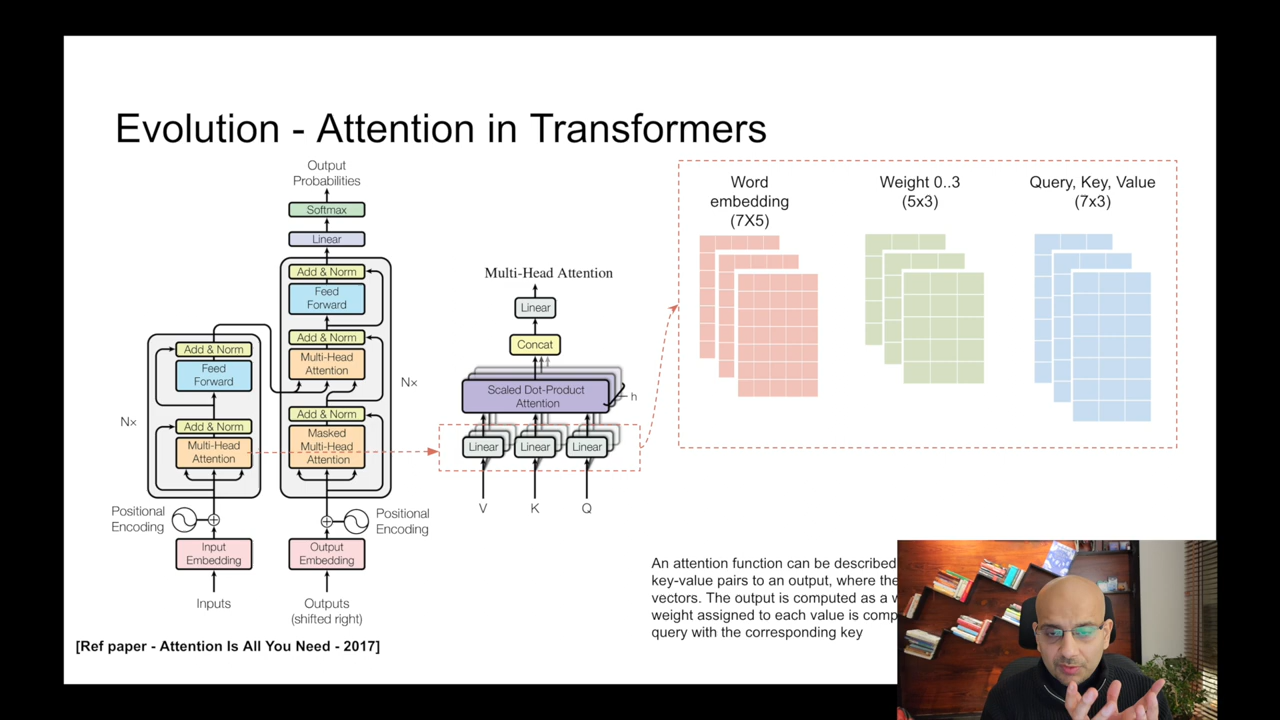 Evolution - Attention in Transformers
Output
Probabilities
Softmax
Linear
Add & Norm
Feed
Forward
Add & Norm
Multi-Head
Attention
Add & Norm
Masked
Multi-Head
Attention
Nx
Add & Norm
Feed
Forward
Add & Norm
Multi-Head
Attention
Nx
Positional
Encoding
Positional
Encoding
Input
Embedding
Output
Embedding
Inputs
Outputs
(shifted right)
[Ref paper - Attention Is All You Need - 2017]
Multi-Head Attention
Linear
Concat
Scaled Dot-Product
Attention
h
Linear
Linear
Linear
V
K
Q
Word
embedding
(7X5)
Weight 0..3
(5x3)
Query, Key, Value
(7x3)
An attention function can be described
key-value pairs to an output, where the
vectors. The output is computed as a
weight assigned to each value is
query with the corresponding key